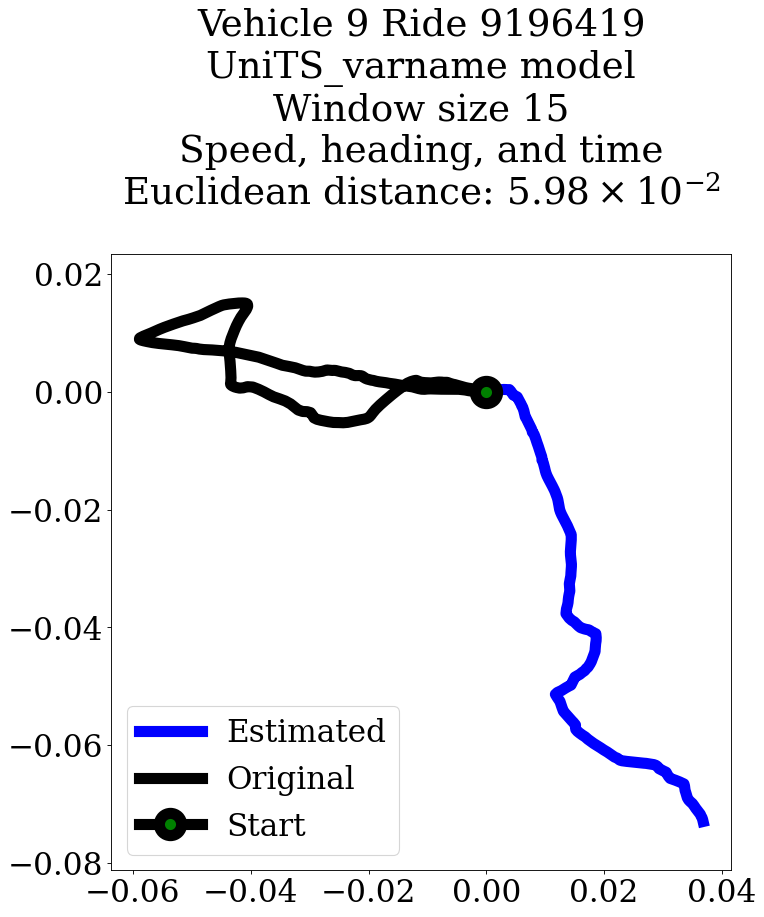 Vehicle 9 Ride 9196419
UniTS_varname model
Window size 15
Speed, heading, and time
Euclidean distance: 5.98 × 10⁻²
0.02
0.00
−0.02
−0.04
−0.06
−0.08
Estimated
Original
Start
−0.06 −0.04 −0.02 0.00 0.02 0.04